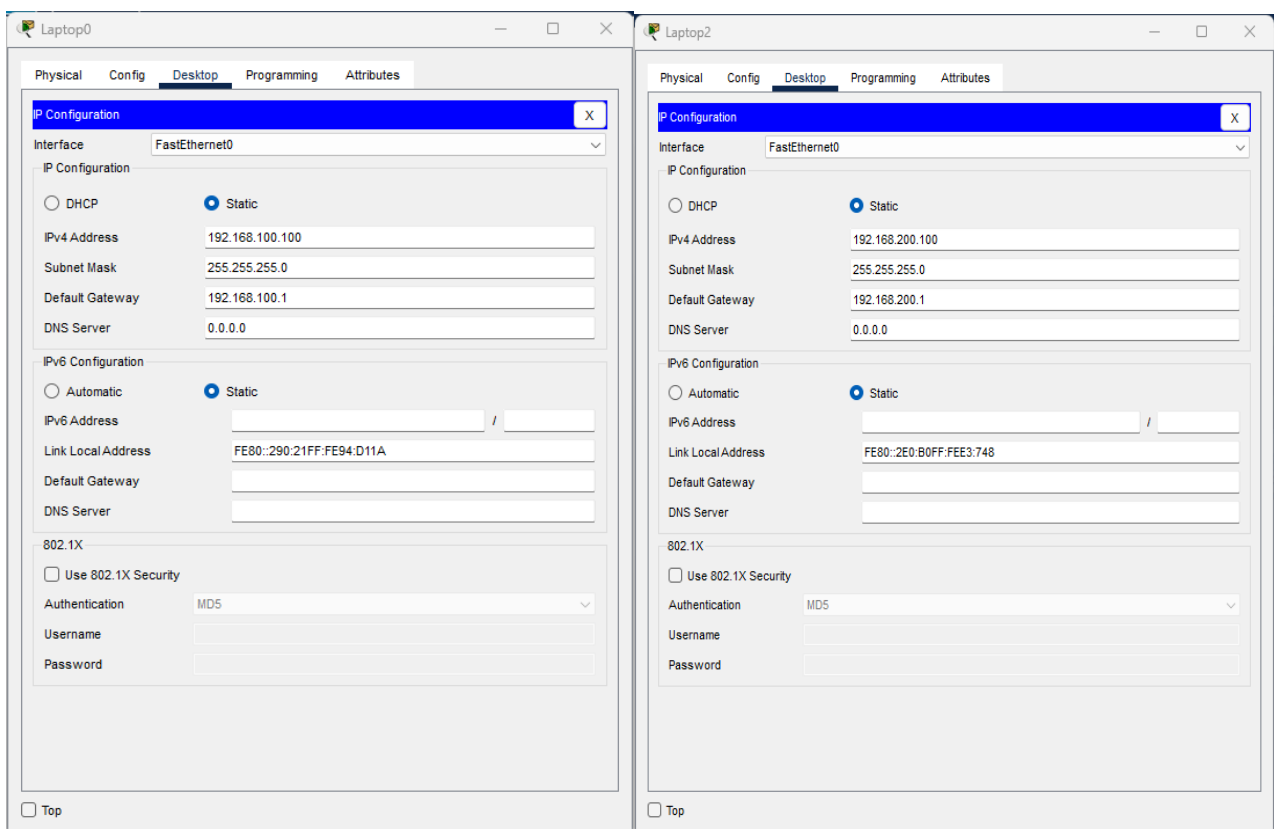 Laptop0
Physical Config Desktop Programming Attributes
IP Configuration X
Interface FastEthernet0
IP Configuration
DHCP Static
IPv4 Address 192.168.100.100
Subnet Mask 255.255.255.0
Default Gateway 192.168.100.1
DNS Server 0.0.0.0
IPv6 Configuration
Automatic Static
IPv6 Address /
Link Local Address FE80::290:21FF:FE94:D11A
Default Gateway
DNS Server
802.1X
Use 802.1X Security
Authentication MD5
Username
Password
Top
Laptop2
Physical Config Desktop Programming Attributes
IP Configuration X
Interface FastEthernet0
IP Configuration
DHCP Static
IPv4 Address 192.168.200.100
Subnet Mask 255.255.255.0
Default Gateway 192.168.200.1
DNS Server 0.0.0.0
IPv6 Configuration
Automatic Static
IPv6 Address /
Link Local Address FE80::2E0:B0FF:FEE3:748
Default Gateway
DNS Server
802.1X
Use 802.1X Security
Authentication MD5
Username
Password
Top